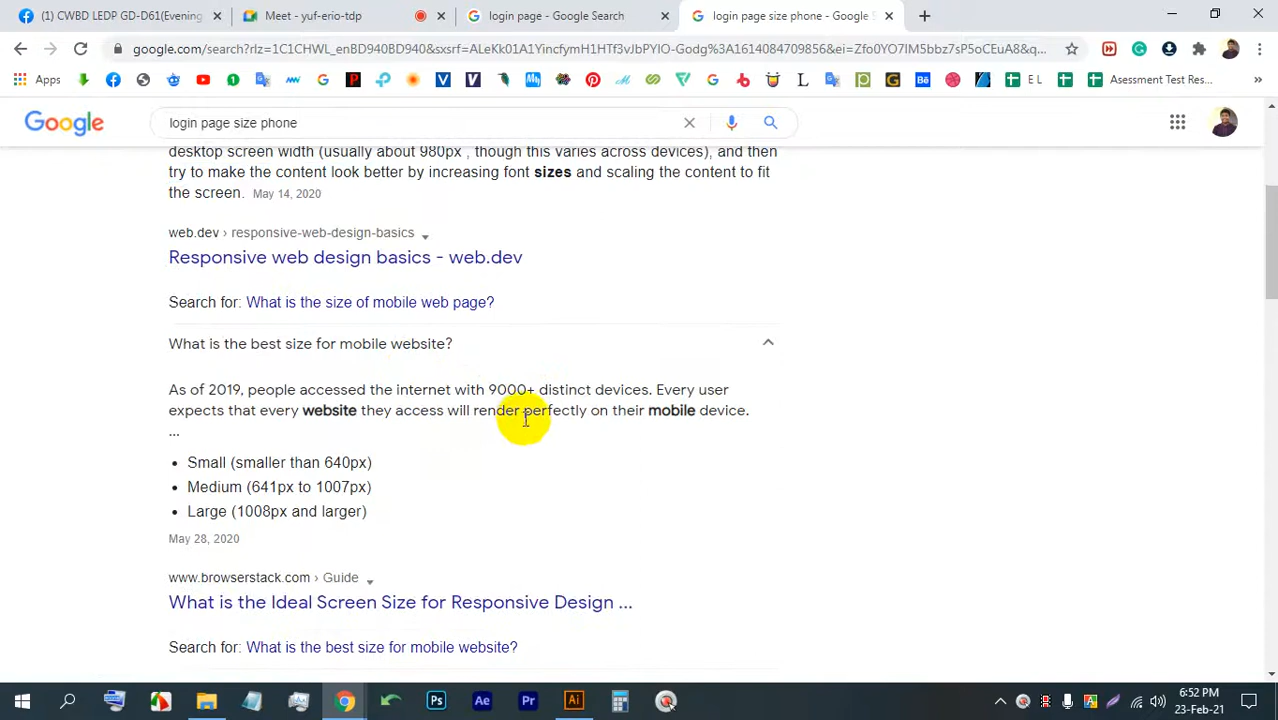 (1) CWBD LEDP GD-D61(Evening
Meet - yuf-erio-tdp
login page - Google Search
login page size phone - Google S
google.com/search?rlz=1C1CHWL_enBD940BD940&sxsrf=ALeKk01A1YincfymH1HTf3vJbPYIO-Godg%3A1614084709856&ei=Zfo0YO7IM5bbz7sP5oCEuA8&q...
Apps
E L
Asessment Test Res...
Google
login page size phone
desktop screen width (usually about 980px , though this varies across devices), and then
try to make the content look better by increasing font sizes and scaling the content to fit
the screen. May 14, 2020
web.dev › responsive-web-design-basics
Responsive web design basics - web.dev
Search for: What is the size of mobile web page?
What is the best size for mobile website?
As of 2019, people accessed the internet with 9000+ distinct devices. Every user
expects that every website they access will render perfectly on their mobile device.
...
• Small (smaller than 640px)
• Medium (641px to 1007px)
• Large (1008px and larger)
May 28, 2020
www.browserstack.com › Guide
What is the Ideal Screen Size for Responsive Design ...
Search for: What is the best size for mobile website?
Ps
Ae
Pr
Ai
6:52 PM
23-Feb-21